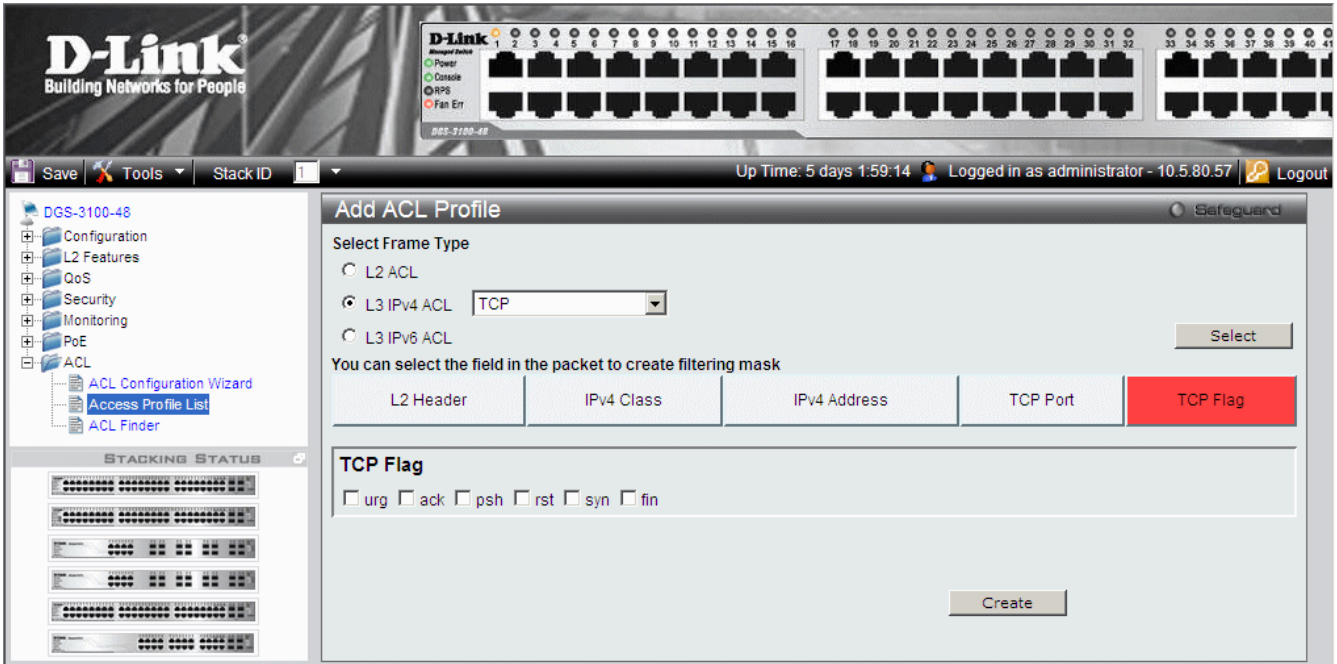 D-Link
Building Networks for People
D-Link
Managed Switch
Power
Console
RPS
Fan Err
1 2 3 4 5 6 7 8 9 10 11 12 13 14 15 16 17 18 19 20 21 22 23 24 25 26 27 28 29 30 31 32 33 34 35 36 37 38 39 40 41
DGS-3100-48
Save Tools Stack ID 1 Up Time: 5 days 1:59:14 Logged in as administrator - 10.5.80.57 Logout
DGS-3100-48
Configuration
L2 Features
QoS
Security
Monitoring
PoE
ACL
ACL Configuration Wizard
Access Profile List
ACL Finder
STACKING STATUS
Add ACL Profile
Safeguard
Select Frame Type
L2 ACL
L3 IPv4 ACL TCP
L3 IPv6 ACL
Select
You can select the field in the packet to create filtering mask
L2 Header IPv4 Class IPv4 Address TCP Port TCP Flag
TCP Flag
urg ack psh rst syn fin
Create